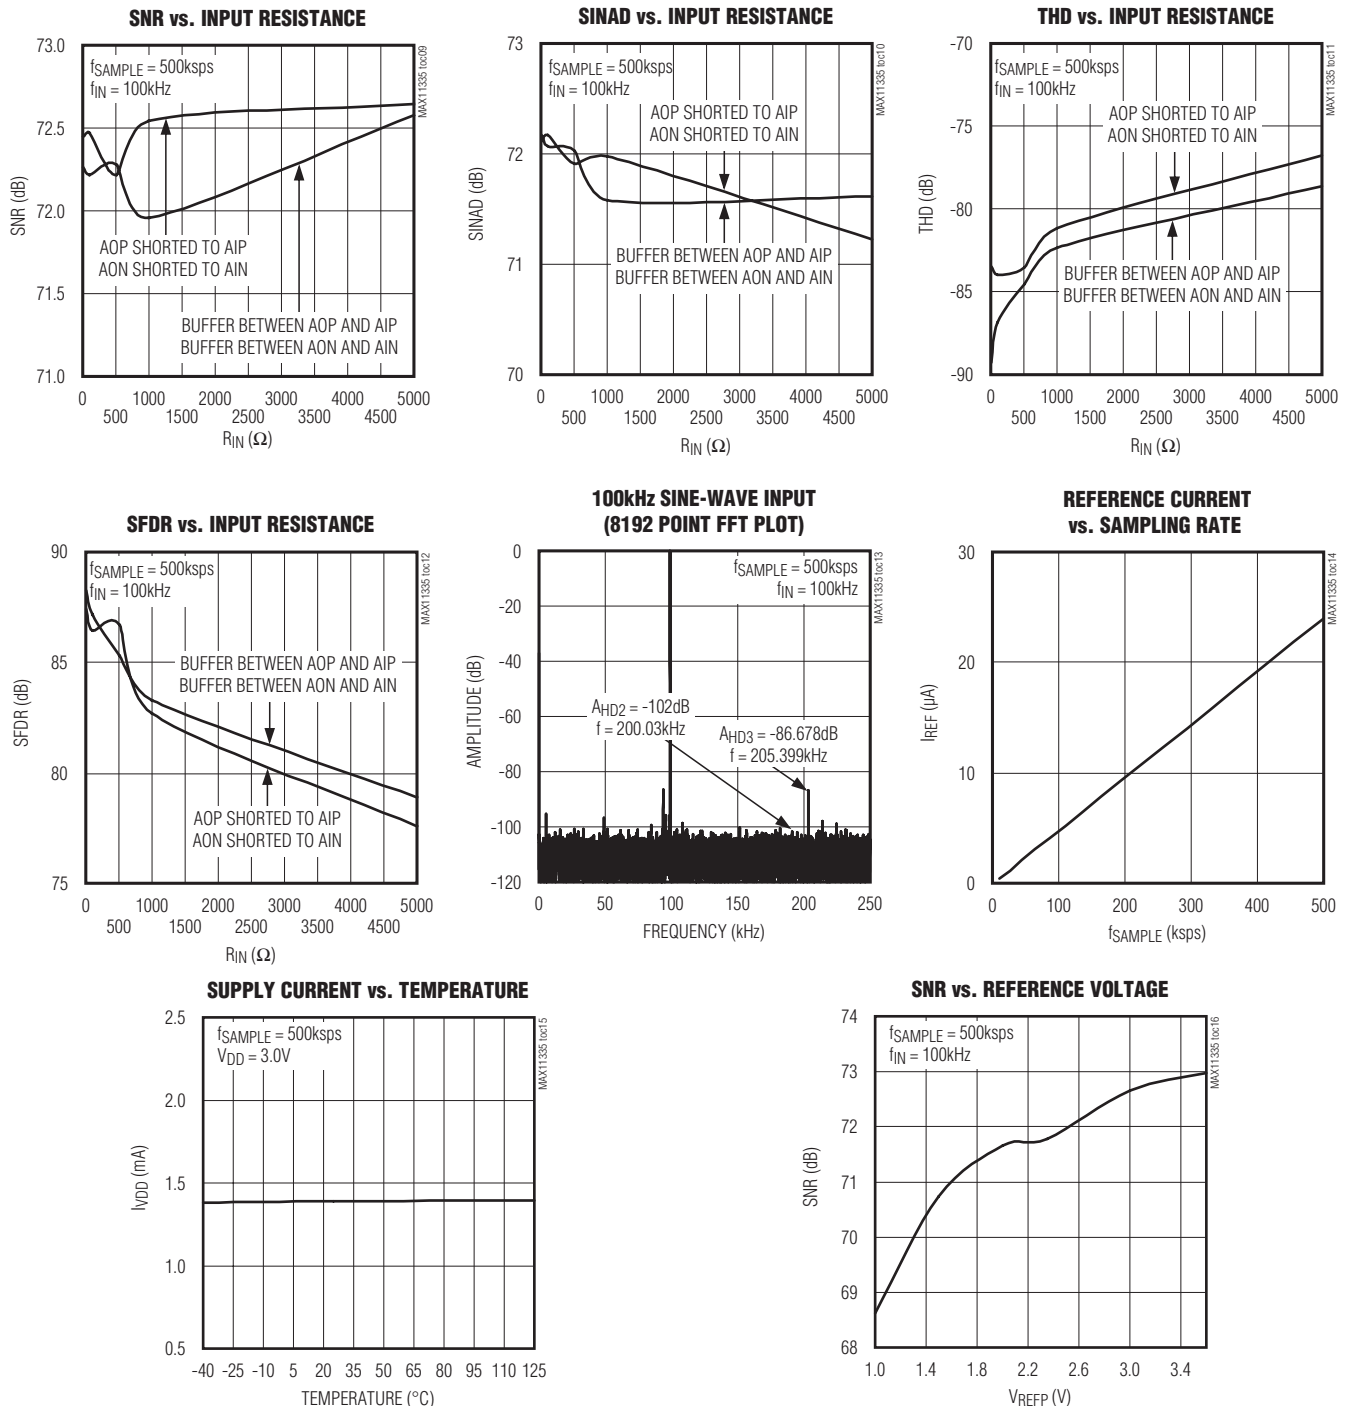 SNR vs. INPUT RESISTANCE
73.0
72.5
72.0
71.5
71.0
SNR (dB)
fSAMPLE = 500ksps
fIN = 100kHz
AOP SHORTED TO AIP
AON SHORTED TO AIN
BUFFER BETWEEN AOP AND AIP
BUFFER BETWEEN AON AND AIN
MAX11335 toc09
0 1000 2000 3000 4000 5000
500 1500 2500 3500 4500
RIN (Ω)
SINAD vs. INPUT RESISTANCE
73
72
71
70
SINAD (dB)
fSAMPLE = 500ksps
fIN = 100kHz
AOP SHORTED TO AIP
AON SHORTED TO AIN
BUFFER BETWEEN AOP AND AIP
BUFFER BETWEEN AON AND AIN
MAX11335 toc10
0 1000 2000 3000 4000 5000
500 1500 2500 3500 4500
RIN (Ω)
THD vs. INPUT RESISTANCE
-70
-75
-80
-85
-90
THD (dB)
fSAMPLE = 500ksps
fIN = 100kHz
AOP SHORTED TO AIP
AON SHORTED TO AIN
BUFFER BETWEEN AOP AND AIP
BUFFER BETWEEN AON AND AIN
MAX11335 toc11
0 1000 2000 3000 4000 5000
500 1500 2500 3500 4500
RIN (Ω)
SFDR vs. INPUT RESISTANCE
90
85
80
75
SFDR (dB)
fSAMPLE = 500ksps
fIN = 100kHz
BUFFER BETWEEN AOP AND AIP
BUFFER BETWEEN AON AND AIN
AOP SHORTED TO AIP
AON SHORTED TO AIN
MAX11335 toc12
0 1000 2000 3000 4000 5000
500 1500 2500 3500 4500
RIN (Ω)
100kHz SINE-WAVE INPUT
(8192 POINT FFT PLOT)
0
-20
-40
-60
-80
-100
-120
AMPLITUDE (dB)
fSAMPLE = 500ksps
fIN = 100kHz
AHD2 = -102dB
f = 200.03kHz
AHD3 = -86.678dB
f = 205.399kHz
MAX11335 toc13
0 50 100 150 200 250
FREQUENCY (kHz)
REFERENCE CURRENT
vs. SAMPLING RATE
30
20
10
0
IREF (µA)
MAX11335 toc14
0 100 200 300 400 500
fSAMPLE (ksps)
SUPPLY CURRENT vs. TEMPERATURE
2.5
2.0
1.5
1.0
0.5
IVDD (mA)
fSAMPLE = 500ksps
VDD = 3.0V
MAX11335 toc15
-40 -25 -10 5 20 35 50 65 80 95 110 125
TEMPERATURE (°C)
SNR vs. REFERENCE VOLTAGE
74
73
72
71
70
69
68
SNR (dB)
fSAMPLE = 500ksps
fIN = 100kHz
MAX11335 toc16
1.0 1.4 1.8 2.2 2.6 3.0 3.4
VREFP (V)